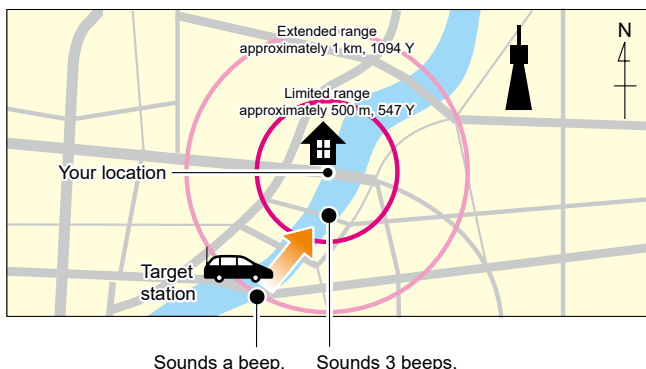 Extended range
approximately 1 km, 1094 Y
N
Limited range
approximately 500 m, 547 Y
Your location
Target
station
Sounds a beep.
Sounds 3 beeps.